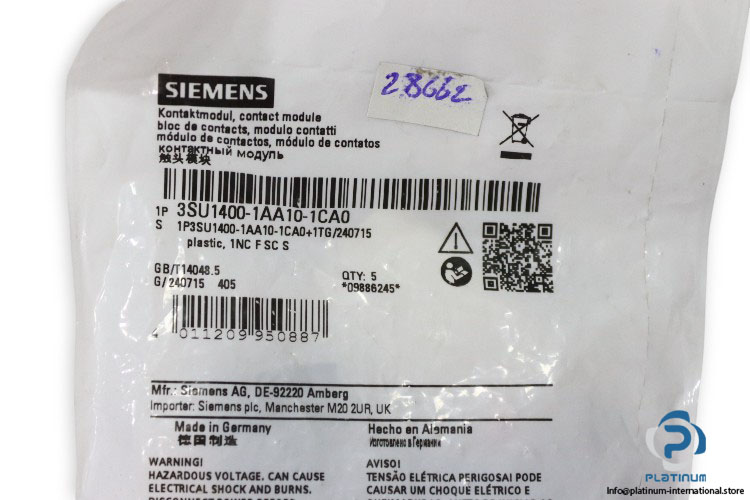 SIEMENS
28662
Kontaktmodul, contact module
bloc de contacts, modulo contatti
módulo de contactos, módulo de contatos
контактный модуль
触头模块
1P 3SU1400-1AA10-1CA0
S 1P3SU1400-1AA10-1CA0+1TG/240715
plastic, 1NC F SC S
GB/T14048.5
QTY: 5
G/240715 405
*09886245*
4 011209 950887
Mfr.: Siemens AG, DE-92220 Amberg
Importer: Siemens plc, Manchester M20 2UR, UK
Made in Germany
Hecho en Alemania
德国制造
Изготовлено в Германии
WARNING!
HAZARDOUS VOLTAGE. CAN CAUSE
ELECTRICAL SHOCK AND BURNS.
AVISO!
TENSÃO ELÉTRICA PERIGOSA! PODE
CAUSAR UM CHOQUE ELÉTRICO E
PLATINUM
INTERNATIONAL
Info@platinum-international.store